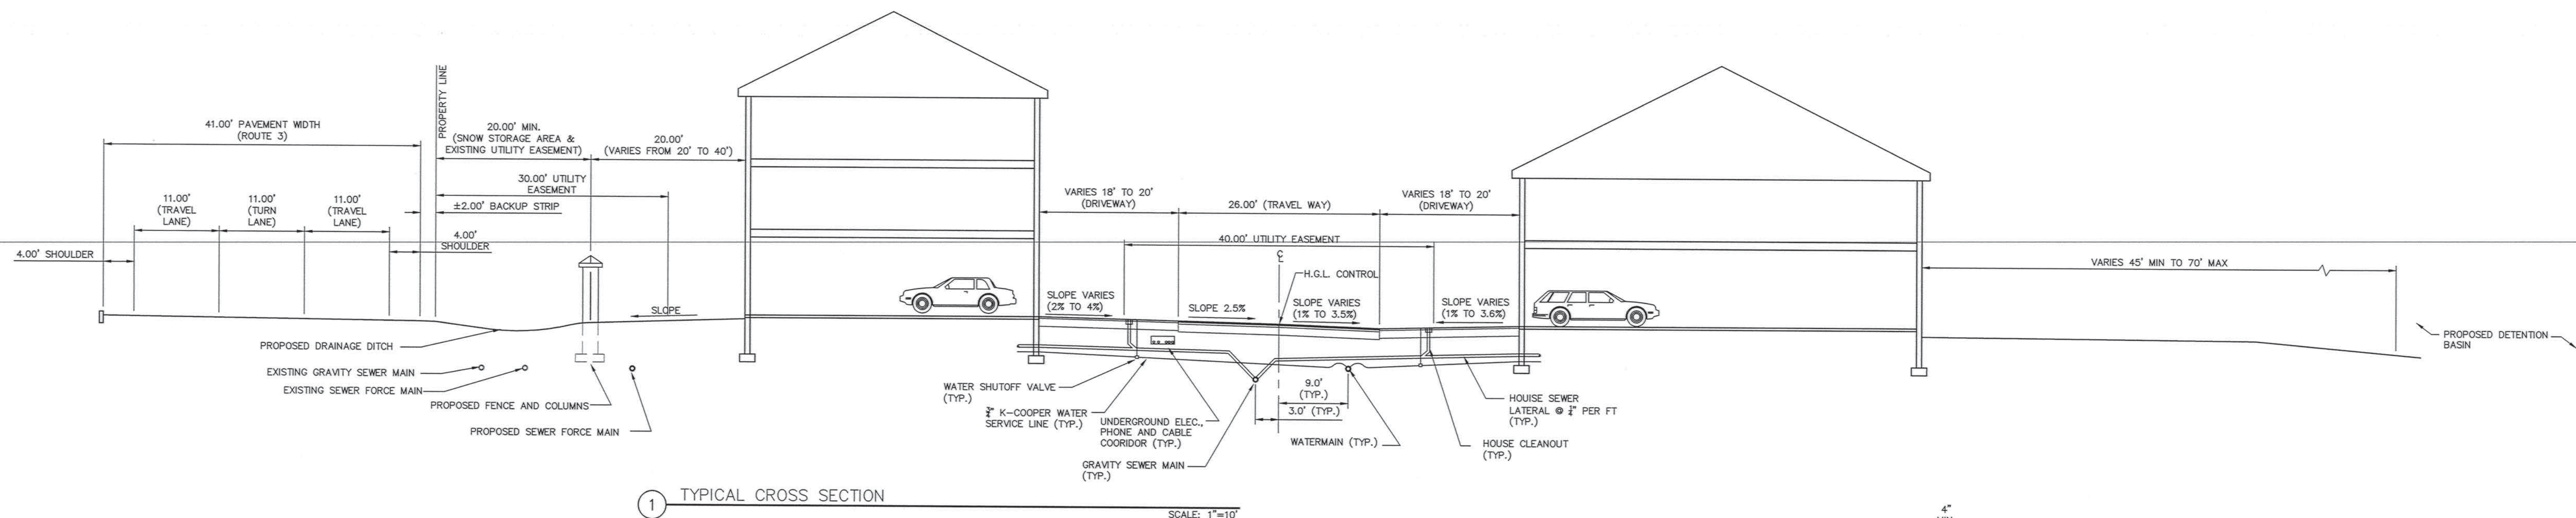 PROPERTY LINE
41.00' PAVEMENT WIDTH
(ROUTE 3)
20.00' MIN.
(SNOW STORAGE AREA &
EXISTING UTILITY EASEMENT)
20.00'
(VARIES FROM 20' TO 40')
30.00' UTILITY
EASEMENT
11.00'
(TRAVEL
LANE)
11.00'
(TURN
LANE)
11.00'
(TRAVEL
LANE)
±2.00' BACKUP STRIP
4.00'
SHOULDER
4.00' SHOULDER
SLOPE
PROPOSED DRAINAGE DITCH
EXISTING GRAVITY SEWER MAIN
EXISTING SEWER FORCE MAIN
PROPOSED FENCE AND COLUMNS
PROPOSED SEWER FORCE MAIN
VARIES 18' TO 20'
(DRIVEWAY)
26.00' (TRAVEL WAY)
VARIES 18' TO 20'
(DRIVEWAY)
40.00' UTILITY EASEMENT
H.G.L. CONTROL
SLOPE VARIES
(2% TO 4%)
SLOPE 2.5%
SLOPE VARIES
(1% TO 3.5%)
SLOPE VARIES
(1% TO 3.6%)
WATER SHUTOFF VALVE
(TYP.)
K-COOPER WATER
SERVICE LINE (TYP.)
UNDERGROUND ELEC.,
PHONE AND CABLE
COORIDOR (TYP.)
GRAVITY SEWER MAIN
(TYP.)
9.0'
(TYP.)
3.0' (TYP.)
WATERMAIN (TYP.)
HOUISE SEWER
LATERAL @ PER FT
(TYP.)
HOUSE CLEANOUT
(TYP.)
VARIES 45' MIN TO 70' MAX
PROPOSED DETENTION
BASIN
1
TYPICAL CROSS SECTION
SCALE: 1"=10'
4"